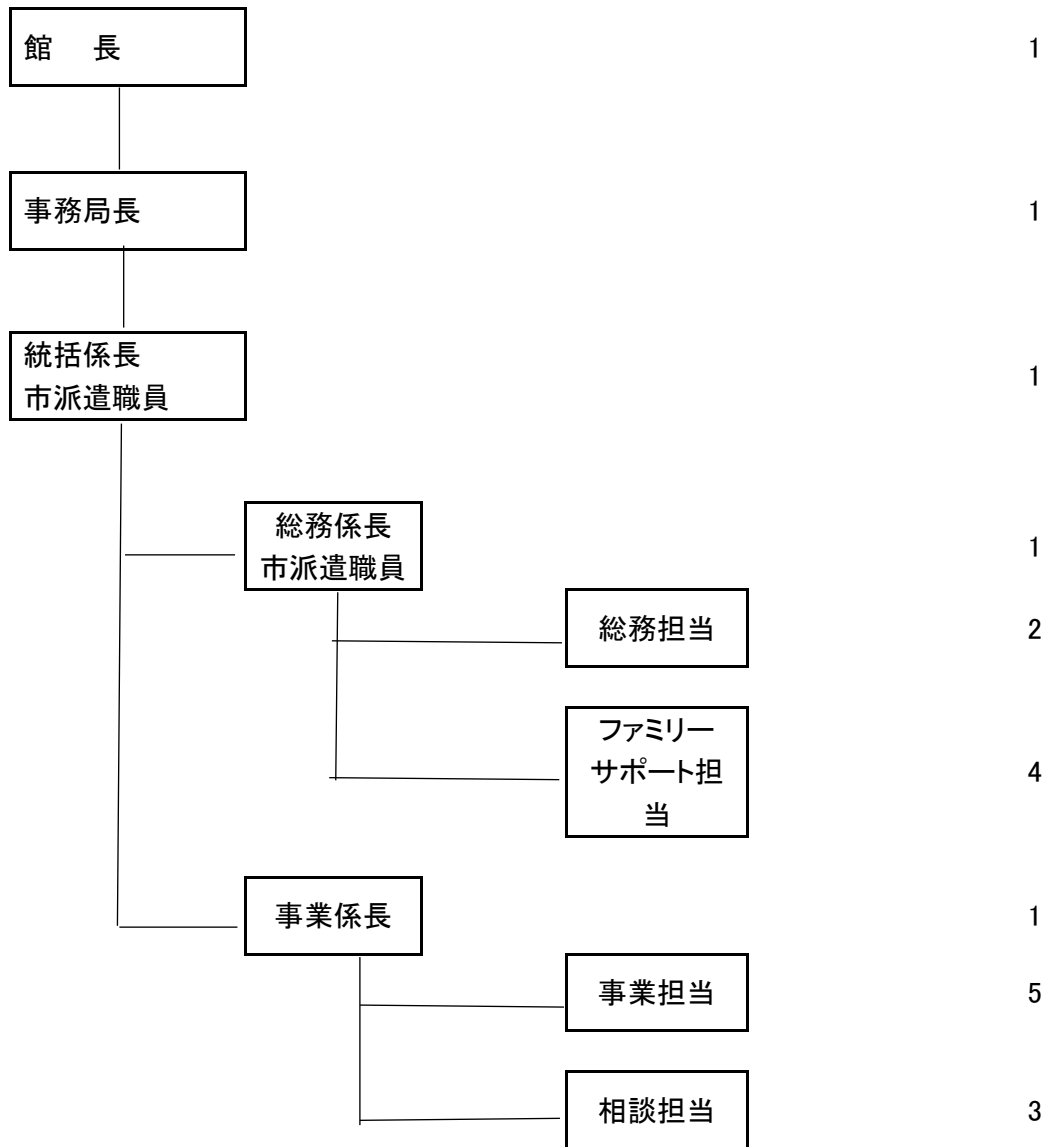 館　長 1
事務局長 1
統括係長
市派遣職員 1
総務係長
市派遣職員 1
総務担当 2
ファミリー
サポート担
当 4
事業係長 1
事業担当 5
相談担当 3